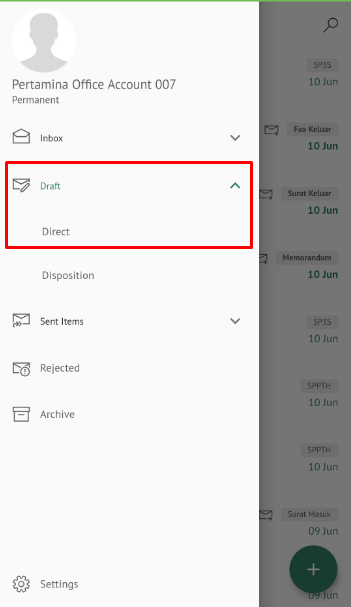 Pertamina Office Account 007
Permanent
Inbox
Draft
Direct
Disposition
Sent Items
Rejected
Archive
Settings
SP3S
10 Jun
Fax Keluar
10 Jun
Surat Keluar
10 Jun
Memorandum
10 Jun
SP3S
10 Jun
SPPTH
10 Jun
SPPTH
10 Jun
Surat Masuk
09 Jun
09 Jun